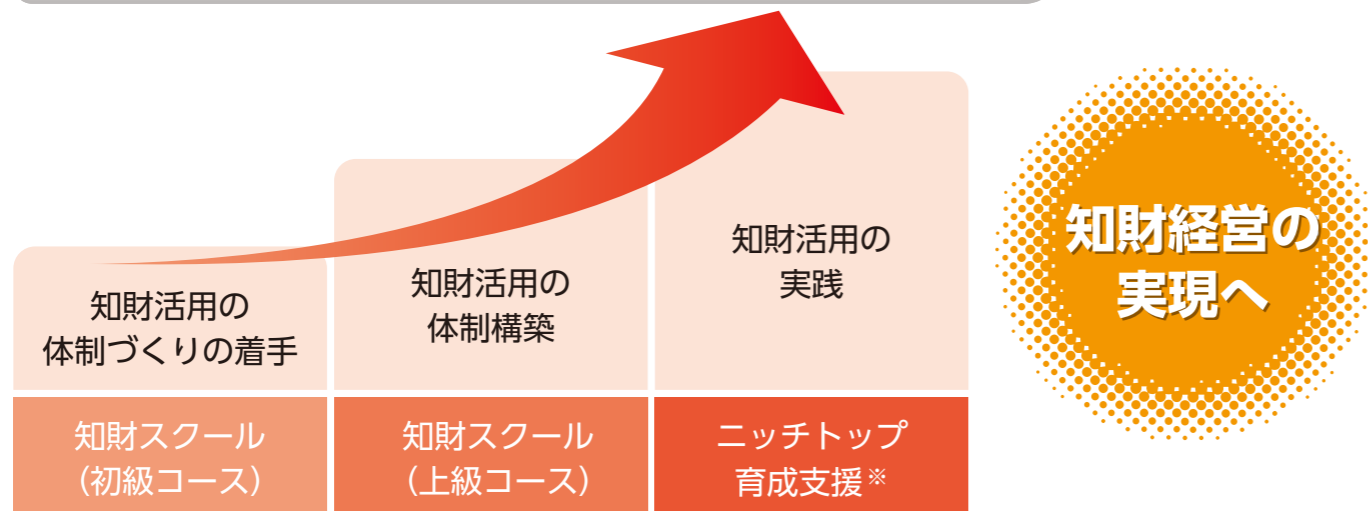 知財活用の
体制づくりの着手
知財スクール
（初級コース）
知財活用の
体制構築
知財スクール
（上級コース）
知財活用の
実践
ニッチトップ
育成支援※
知財経営の
実現へ